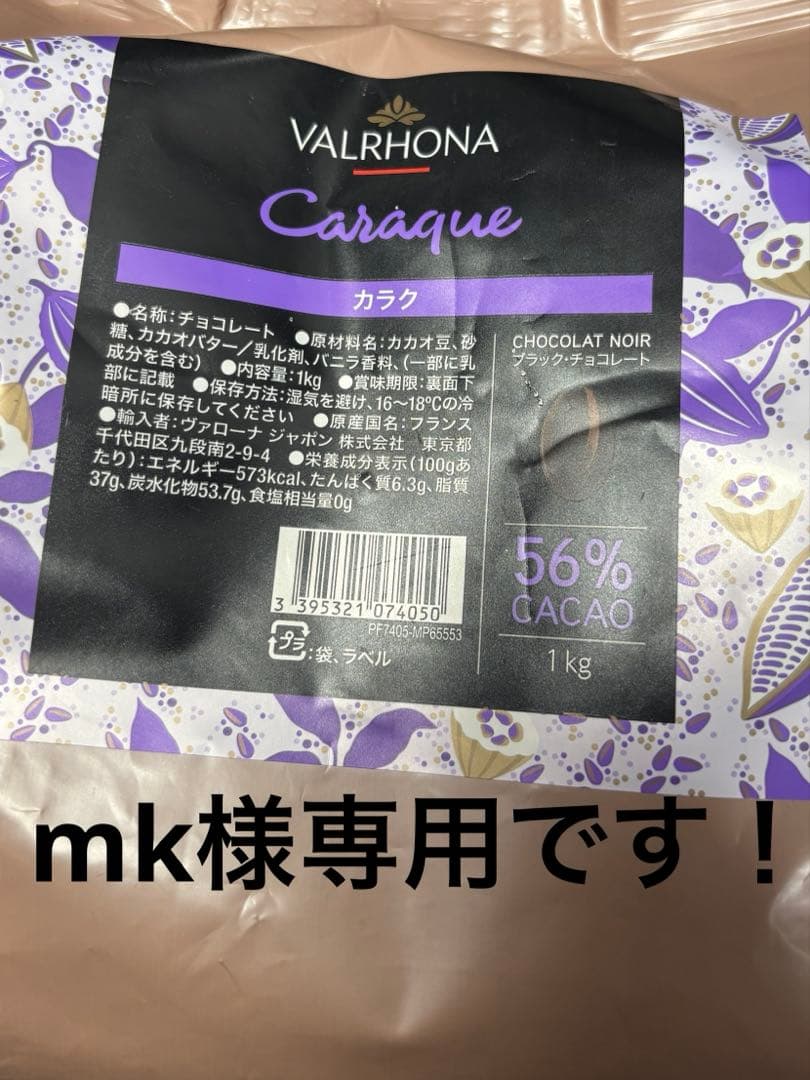 VALRHONA
Caraque
カラク
●名称：チョコレート ●原材料名：カカオ豆、砂
糖、カカオバター／乳化剤、バニラ香料、（一部に乳
成分を含む） ●内容量：1kg ●賞味期限：裏面下
部に記載 ●保存方法：湿気を避け、16～18℃の冷
暗所に保存してください ●原産国名：フランス
●輸入者：ヴァローナ ジャポン 株式会社 東京都
千代田区九段南2-9-4 ●栄養成分表示（100gあ
たり）：エネルギー573kcal、たんぱく質6.3g、脂質
37g、炭水化物53.7g、食塩相当量0g
CHOCOLAT NOIR
ブラック・チョコレート
56%
CACAO
1 kg
3 395321 074050
PF7405-MP65553
プラ：袋、ラベル
mk様専用です！